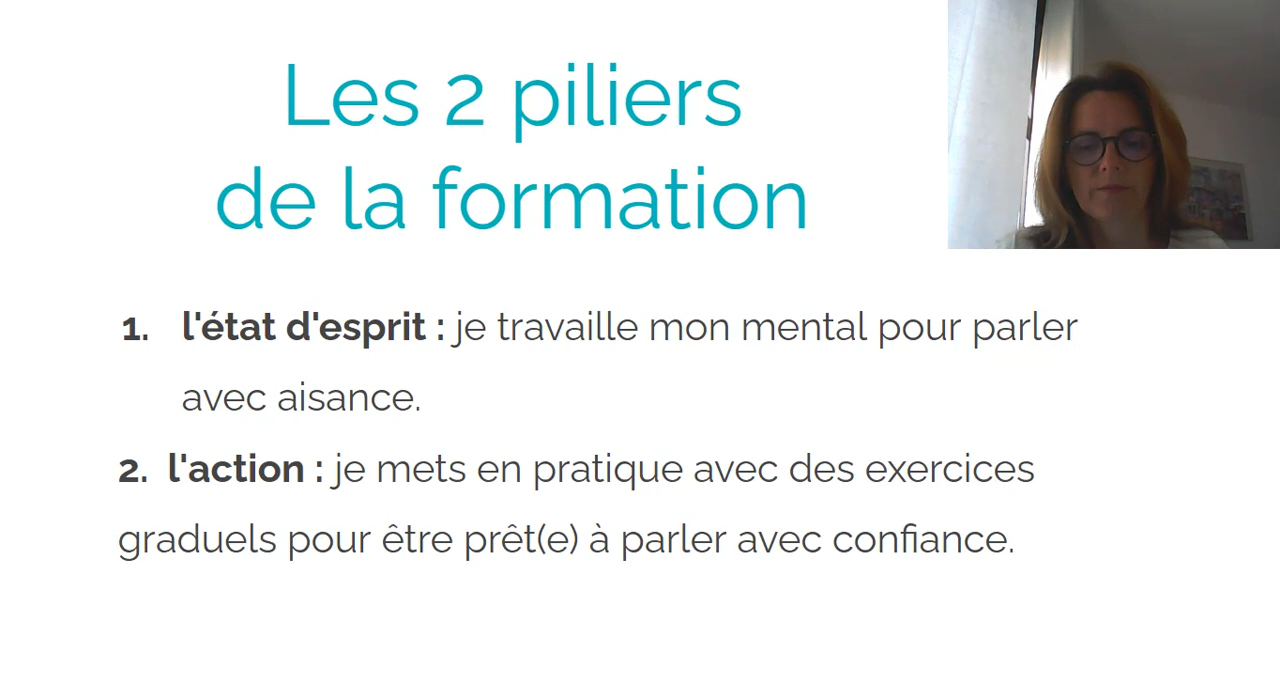 Les 2 piliers
de la formation
1. l'état d'esprit : je travaille mon mental pour parler
avec aisance.
2. l'action : je mets en pratique avec des exercices
graduels pour être prêt(e) à parler avec confiance.